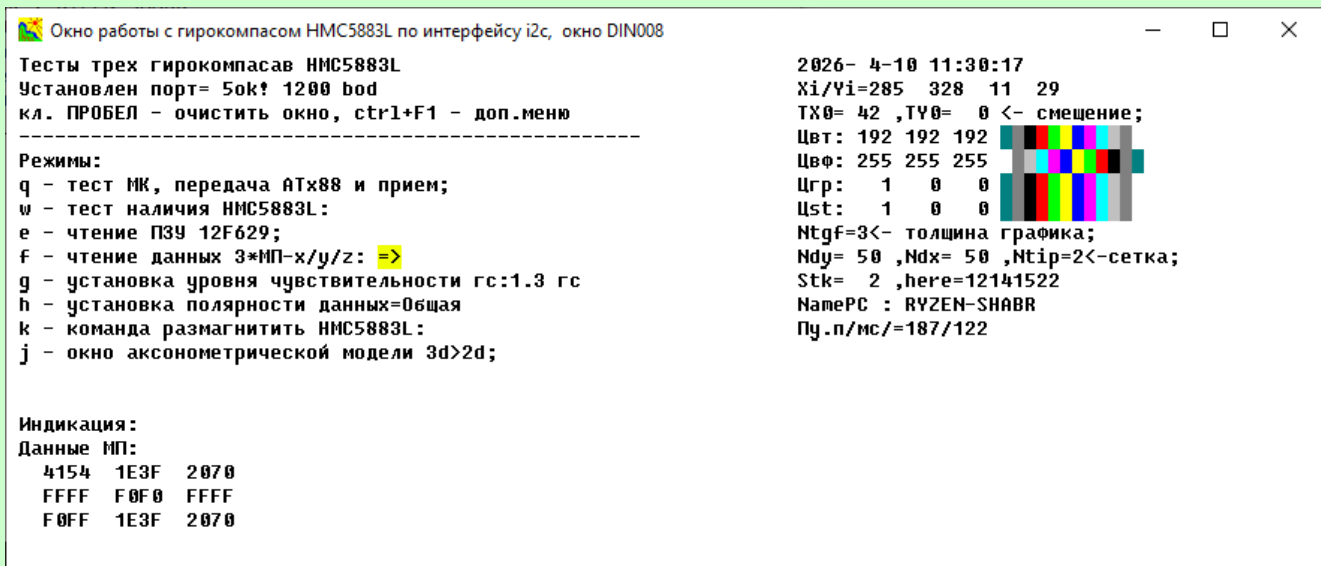 Окно работы с гирокомпасом HMC5883L по интерфейсу i2c, окно DIN008
Тесты трех гирокомпасав HMC5883L
Установлен порт= 5ok! 1200 bod
кл. ПРОБЕЛ - очистить окно, ctrl+F1 - доп.меню
----------------------------------------------------
Режимы:
q - тест МК, передача ATx88 и прием;
w - тест наличия HMC5883L:
e - чтение ПЗУ 12F629;
f - чтение данных 3*МП-x/y/z: =>
g - установка уровня чувствительности гс:1.3 гс
h - установка полярности данных=Общая
k - команда размагнитить HMC5883L:
j - окно аксонометрической модели 3d>2d;
Индикация:
Данные МП:
4154 1E3F 2070
FFFF F0F0 FFFF
F0FF 1E3F 2070
2026- 4-10 11:30:17
Xi/Yi=285 328 11 29
TX0= 42 ,TY0= 0 <- смещение;
Цвт: 192 192 192
Цвф: 255 255 255
Цгр: 1 0 0
Цst: 1 0 0
Ntgf=3<- толщина графика;
Ndy= 50 ,Ndx= 50 ,Ntip=2<-сетка;
Stk= 2 ,here=12141522
NamePC : RYZEN-SHABR
Пу.п/мс/=187/122